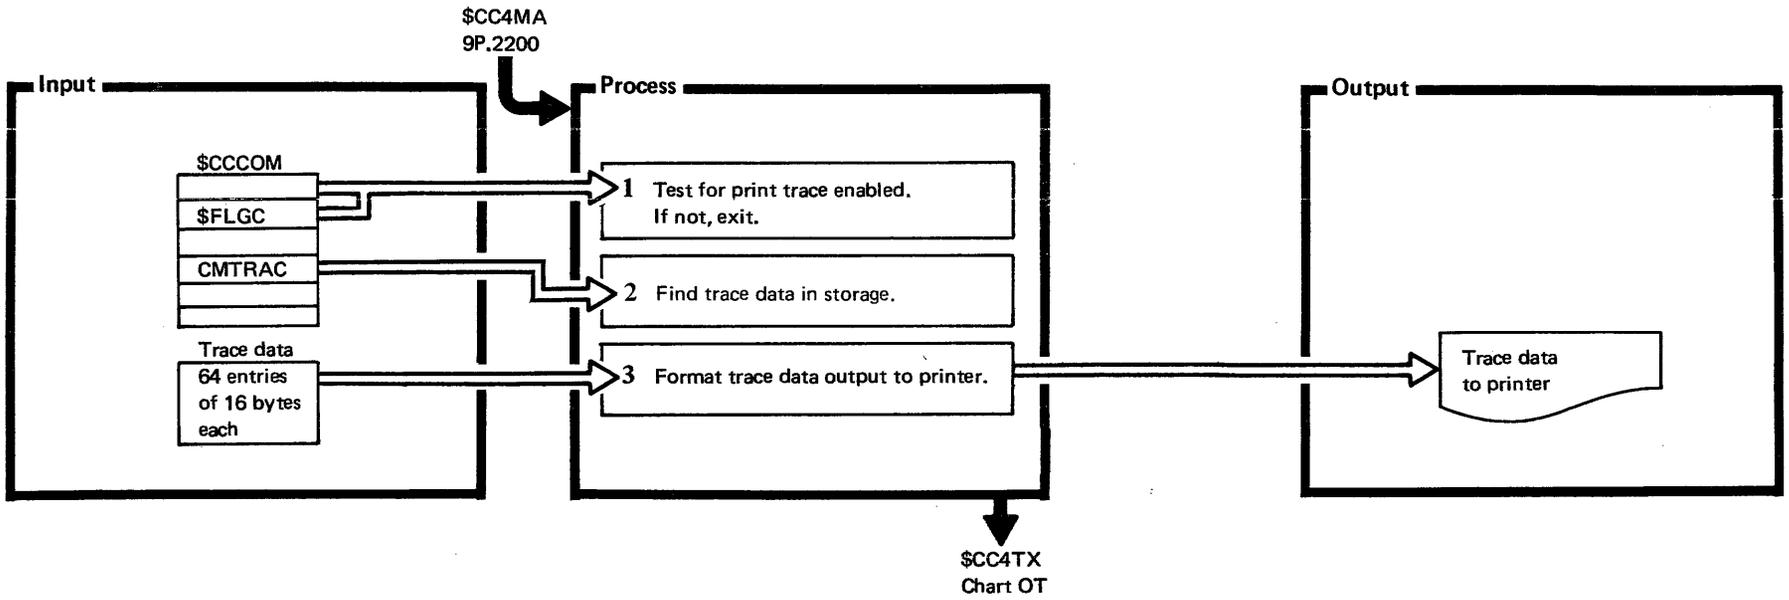 $CC4MA
9P.2200
Input
$CCCOM
$FLGC
CMTRAC
Trace data
64 entries
of 16 bytes
each
Process
1 Test for print trace enabled.
If not, exit.
2 Find trace data in storage.
3 Format trace data output to printer.
Output
Trace data
to printer
$CC4TX
Chart OT